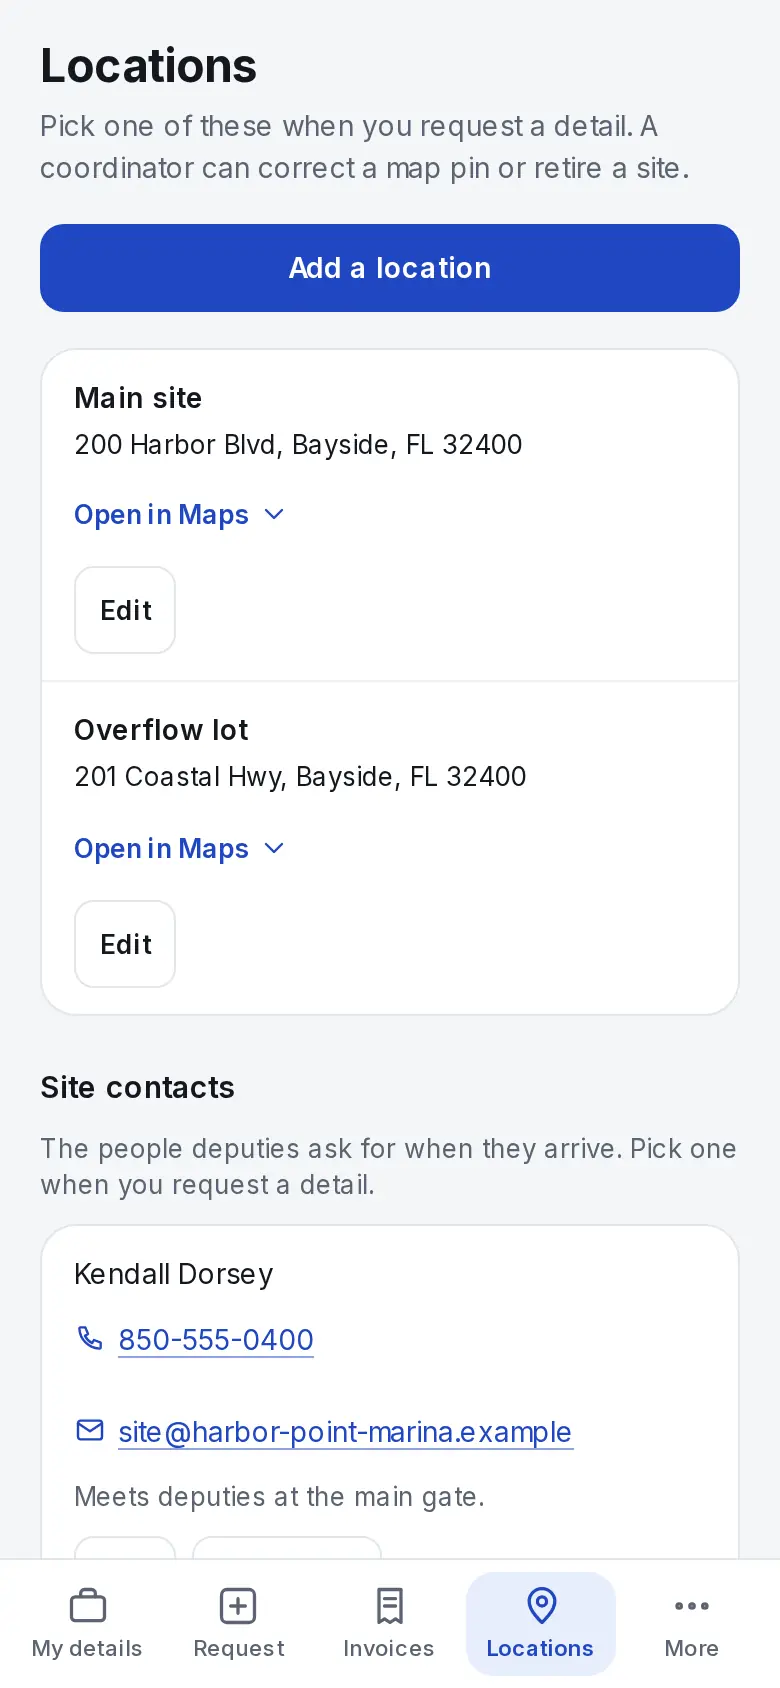 Locations
Pick one of these when you request a detail. A
coordinator can correct a map pin or retire a site.
Add a location
Main site
200 Harbor Blvd, Bayside, FL 32400
Open in Maps
Edit
Overflow lot
201 Coastal Hwy, Bayside, FL 32400
Open in Maps
Edit
Site contacts
The people deputies ask for when they arrive. Pick one
when you request a detail.
Kendall Dorsey
850-555-0400
site@harbor-point-marina.example
Meets deputies at the main gate.
My details
Request
Invoices
Locations
More